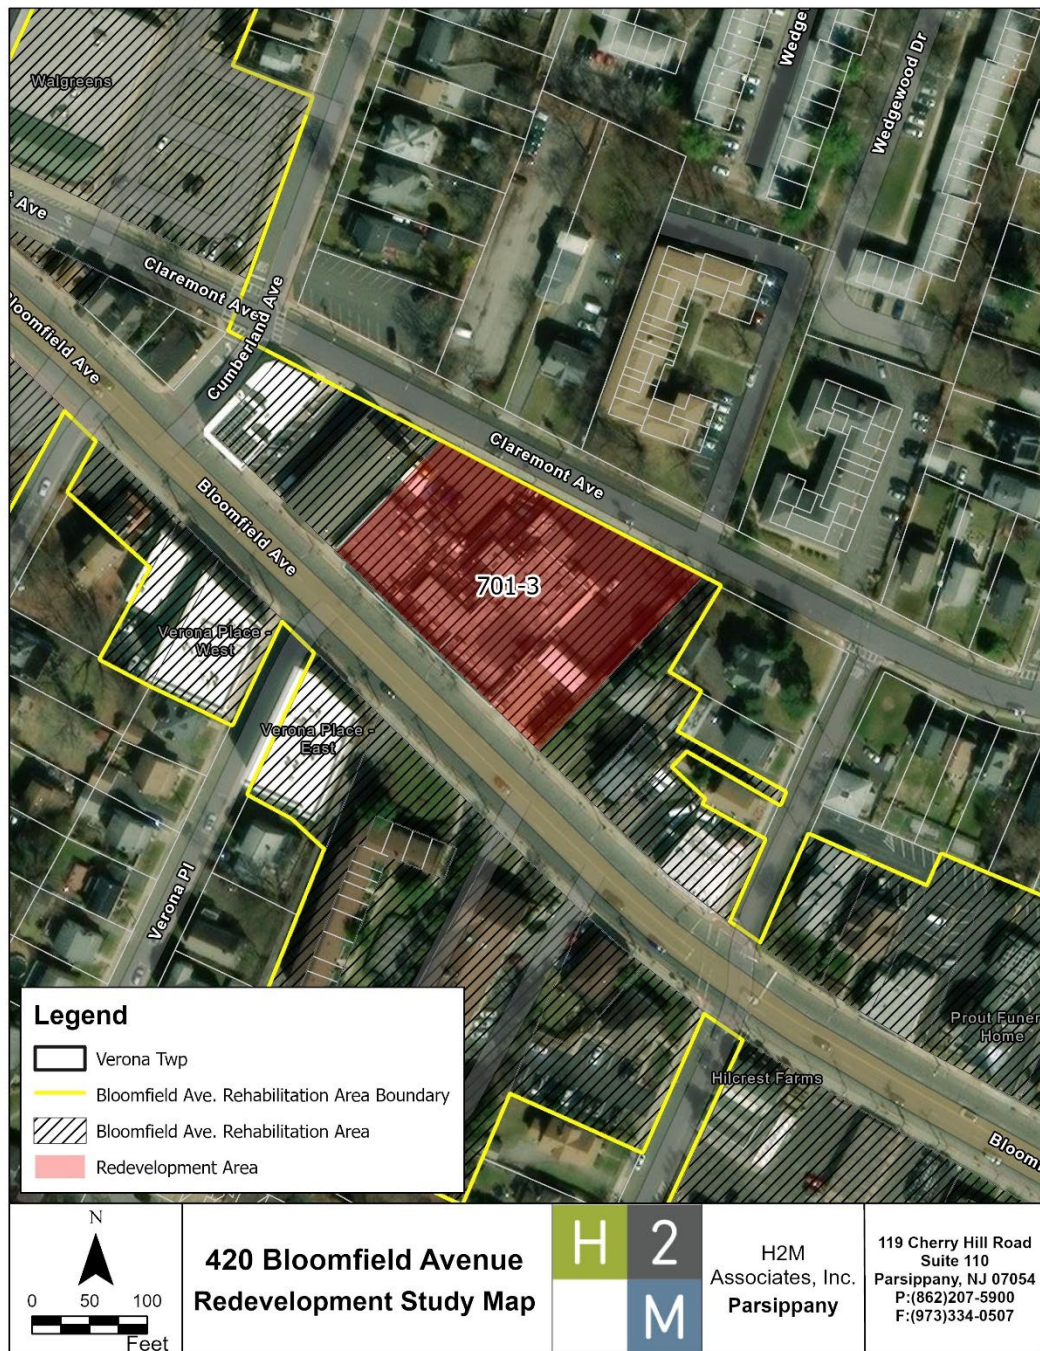 Walgreens
Wedgew
Wedgewood Dr
Ave
Claremont Ave
Cumberland Ave
Bloomfield Ave
Claremont Ave
Bloomfield Ave
701-3
Verona Place -
West
Verona Place -
East
Verona Pl
Prout Funer
Home
Hilcrest Farms
Bloomf
Legend
Verona Twp
Bloomfield Ave. Rehabilitation Area Boundary
Bloomfield Ave. Rehabilitation Area
Redevelopment Area
N
0 50 100
Feet
420 Bloomfield Avenue
Redevelopment Study Map
H 2
M
H2M
Associates, Inc.
Parsippany
119 Cherry Hill Road
Suite 110
Parsippany, NJ 07054
P:(862)207-5900
F:(973)334-0507